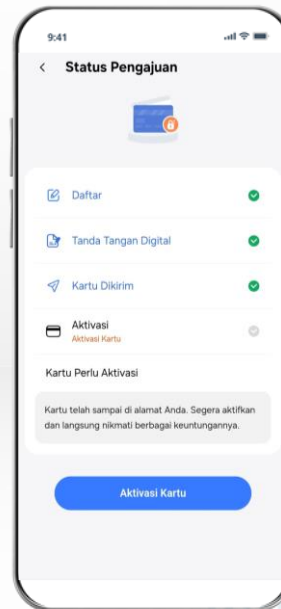 9:41
Status Pengajuan
Daftar
Tanda Tangan Digital
Kartu Dikirim
Aktivasi
Aktivasi Kartu
Kartu Perlu Aktivasi
Kartu telah sampai di alamat Anda. Segera aktifkan
dan langsung nikmati berbagai keuntungannya.
Aktivasi Kartu